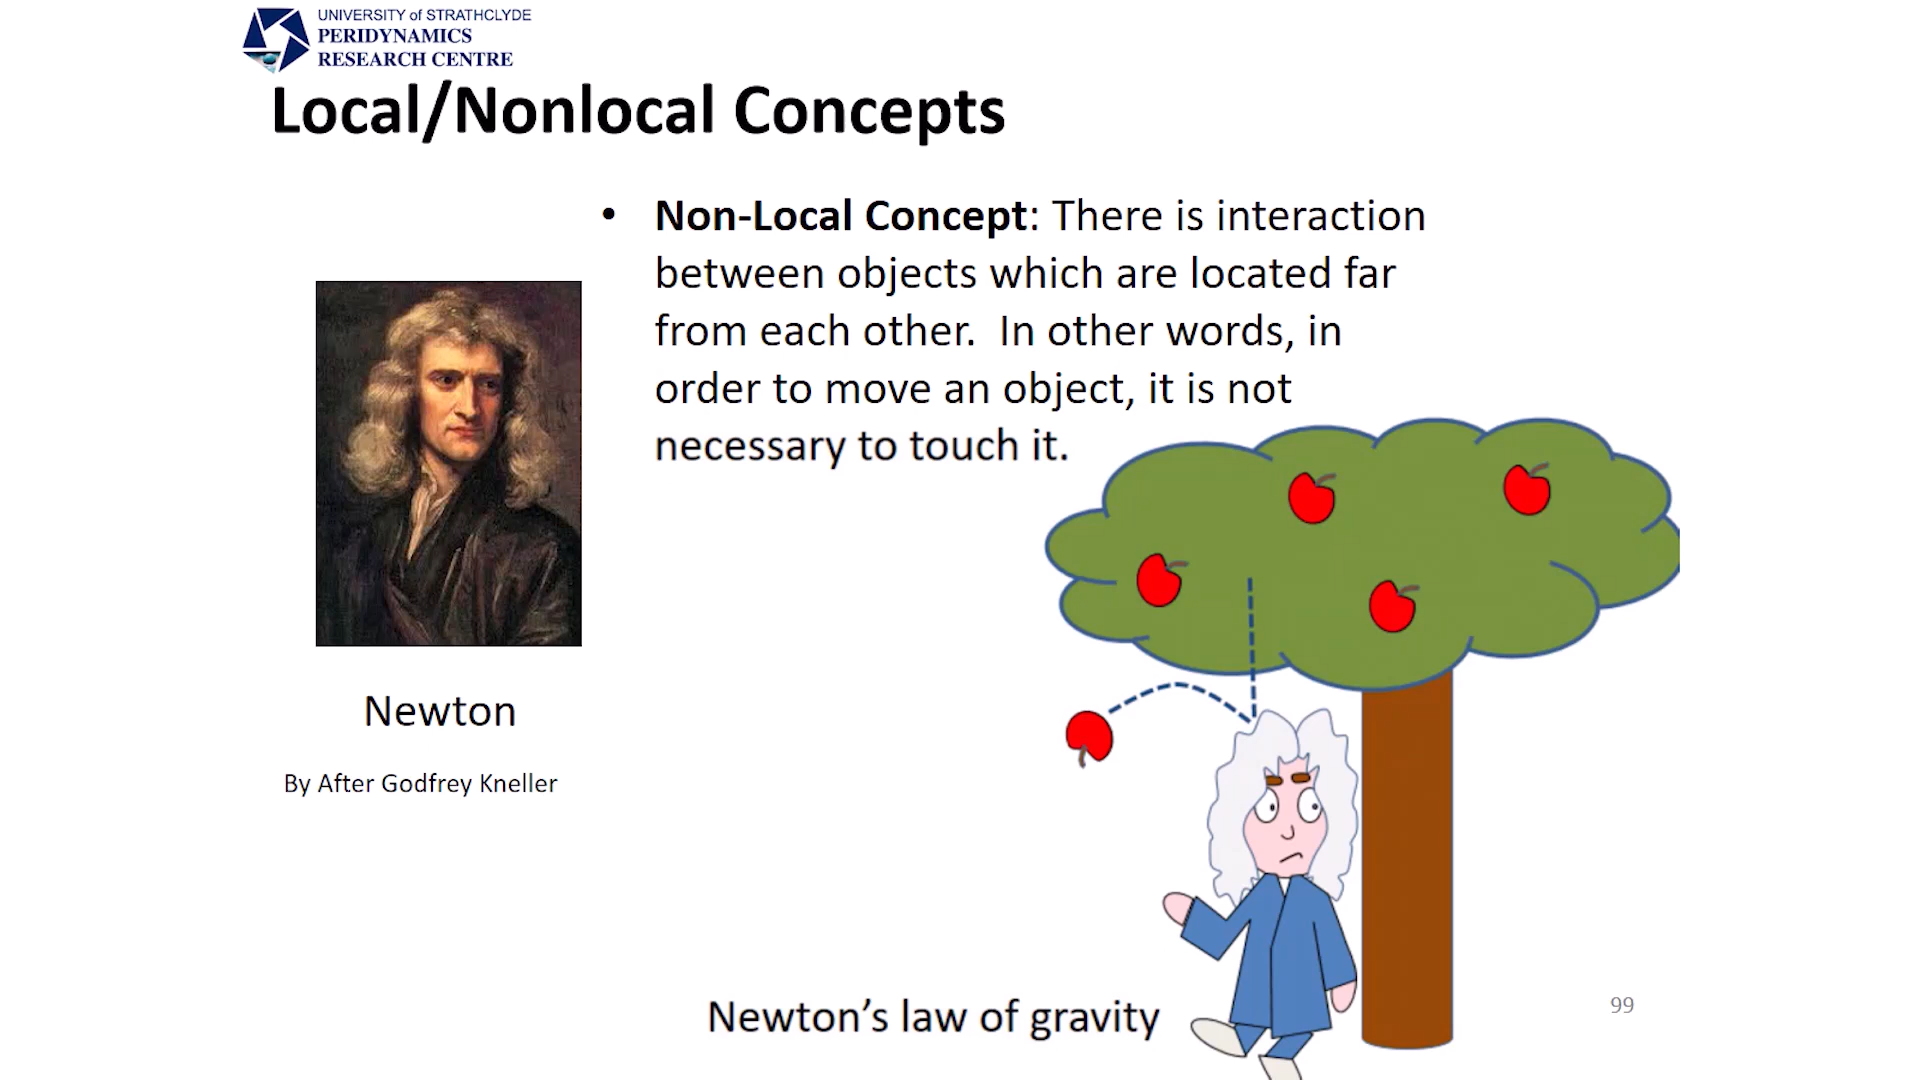 UNIVERSITY of STRATHCLYDE
PERIDYNAMICS
RESEARCH CENTRE
Local/Nonlocal Concepts
• Non-Local Concept: There is interaction
between objects which are located far
from each other. In other words, in
order to move an object, it is not
necessary to touch it.
Newton
By After Godfrey Kneller
Newton’s law of gravity
99